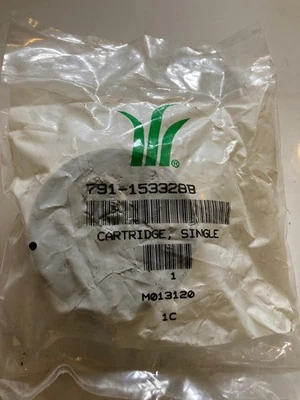 ®
791-153328B
CARTRIDGE, SINGLE
1
M013120
1C